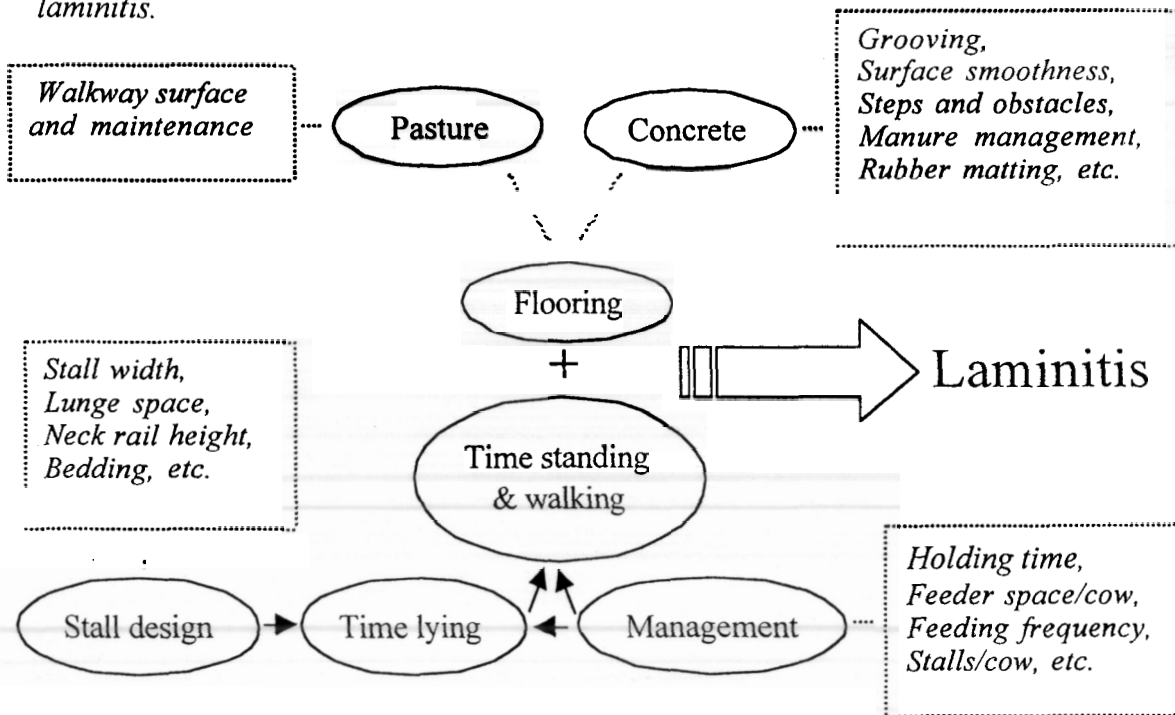 laminitis.
Walkway surface
and maintenance
Pasture
Concrete
Grooving,
Surface smoothness,
Steps and obstacles,
Manure management,
Rubber matting, etc.
Flooring
+
Laminitis
Stall width,
Lunge space,
Neck rail height,
Bedding, etc.
Time standing
& walking
Stall design
Time lying
Management
Holding time,
Feeder space/cow,
Feeding frequency,
Stalls/cow, etc.